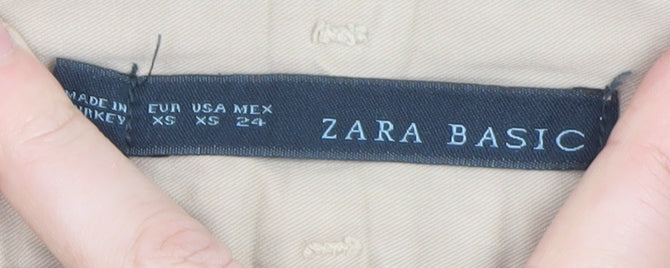 MADE IN
EUR USA MEX
XS XS 24
ZARA BASIC